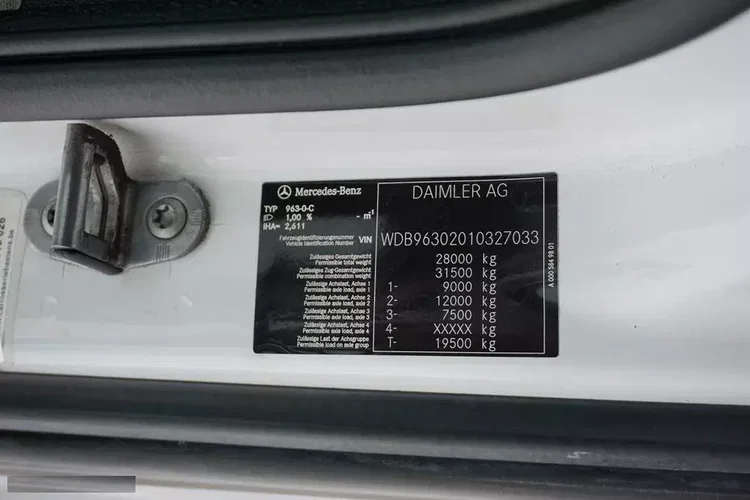 Mercedes-Benz
DAIMLER AG
TYP 963-0-C
1,00 % - m⁻¹
IHA= 2,611
Fahrzeugidentifizierungsnummer
Vehicle Identification Number VIN WDB96302010327033
Zulässiges Gesamtgewicht
Permissible total weight 28000 kg
Zulässiges Zug-Gesamtgewicht
Permissible combination weight 31500 kg
Zulässige Achslast, Achse 1
Permissible axle load, axle 1 1- 9000 kg
Zulässige Achslast, Achse 2
Permissible axle load, axle 2 2- 12000 kg
Zulässige Achslast, Achse 3
Permissible axle load, axle 3 3- 7500 kg
Zulässige Achslast, Achse 4
Permissible axle load, axle 4 4- XXXXX kg
Zulässige Last der Achsgruppe
Permissible load on axle group T- 19500 kg
A 000 584 98 01